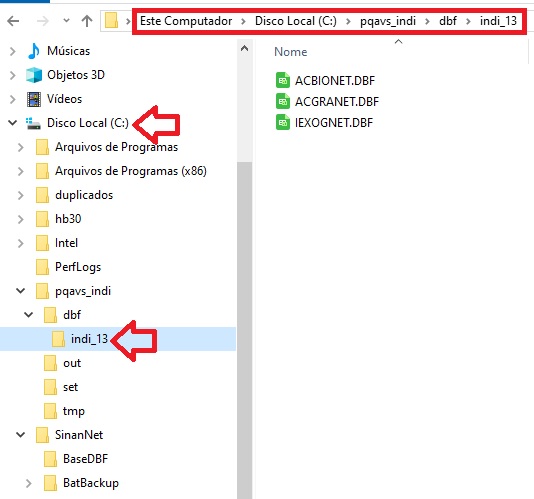 Este Computador > Disco Local (C:) > pqavs_indi > dbf > indi_13
Músicas
Objetos 3D
Vídeos
Disco Local (C:)
Arquivos de Programas
Arquivos de Programas (x86)
duplicados
hb30
Intel
PerfLogs
pqavs_indi
dbf
indi_13
out
set
tmp
SinanNet
BaseDBF
BatBackup
ACBIONET.DBF
ACGRANET.DBF
IEXOGNET.DBF